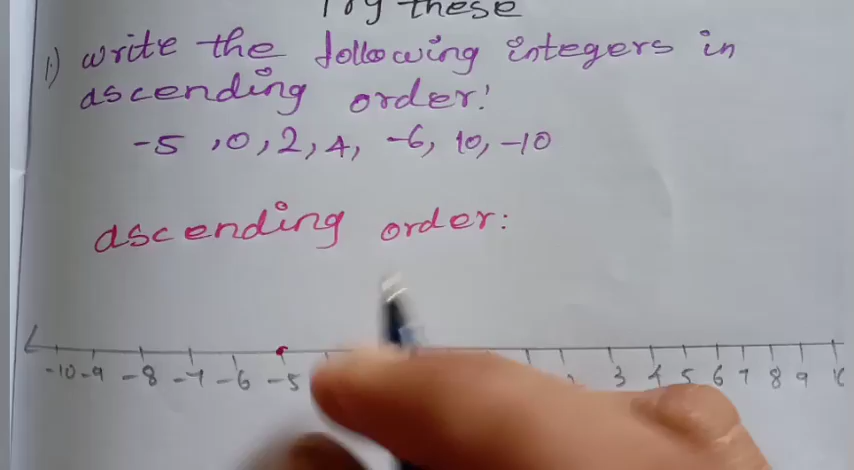 Try these
1) write the following integers in
ascending order!
-5 , 0 , 2 , 4, -6, 10, -10
ascending order:
-10 -9 -8 -7 -6 -5 3 4 5 6 7 8 9